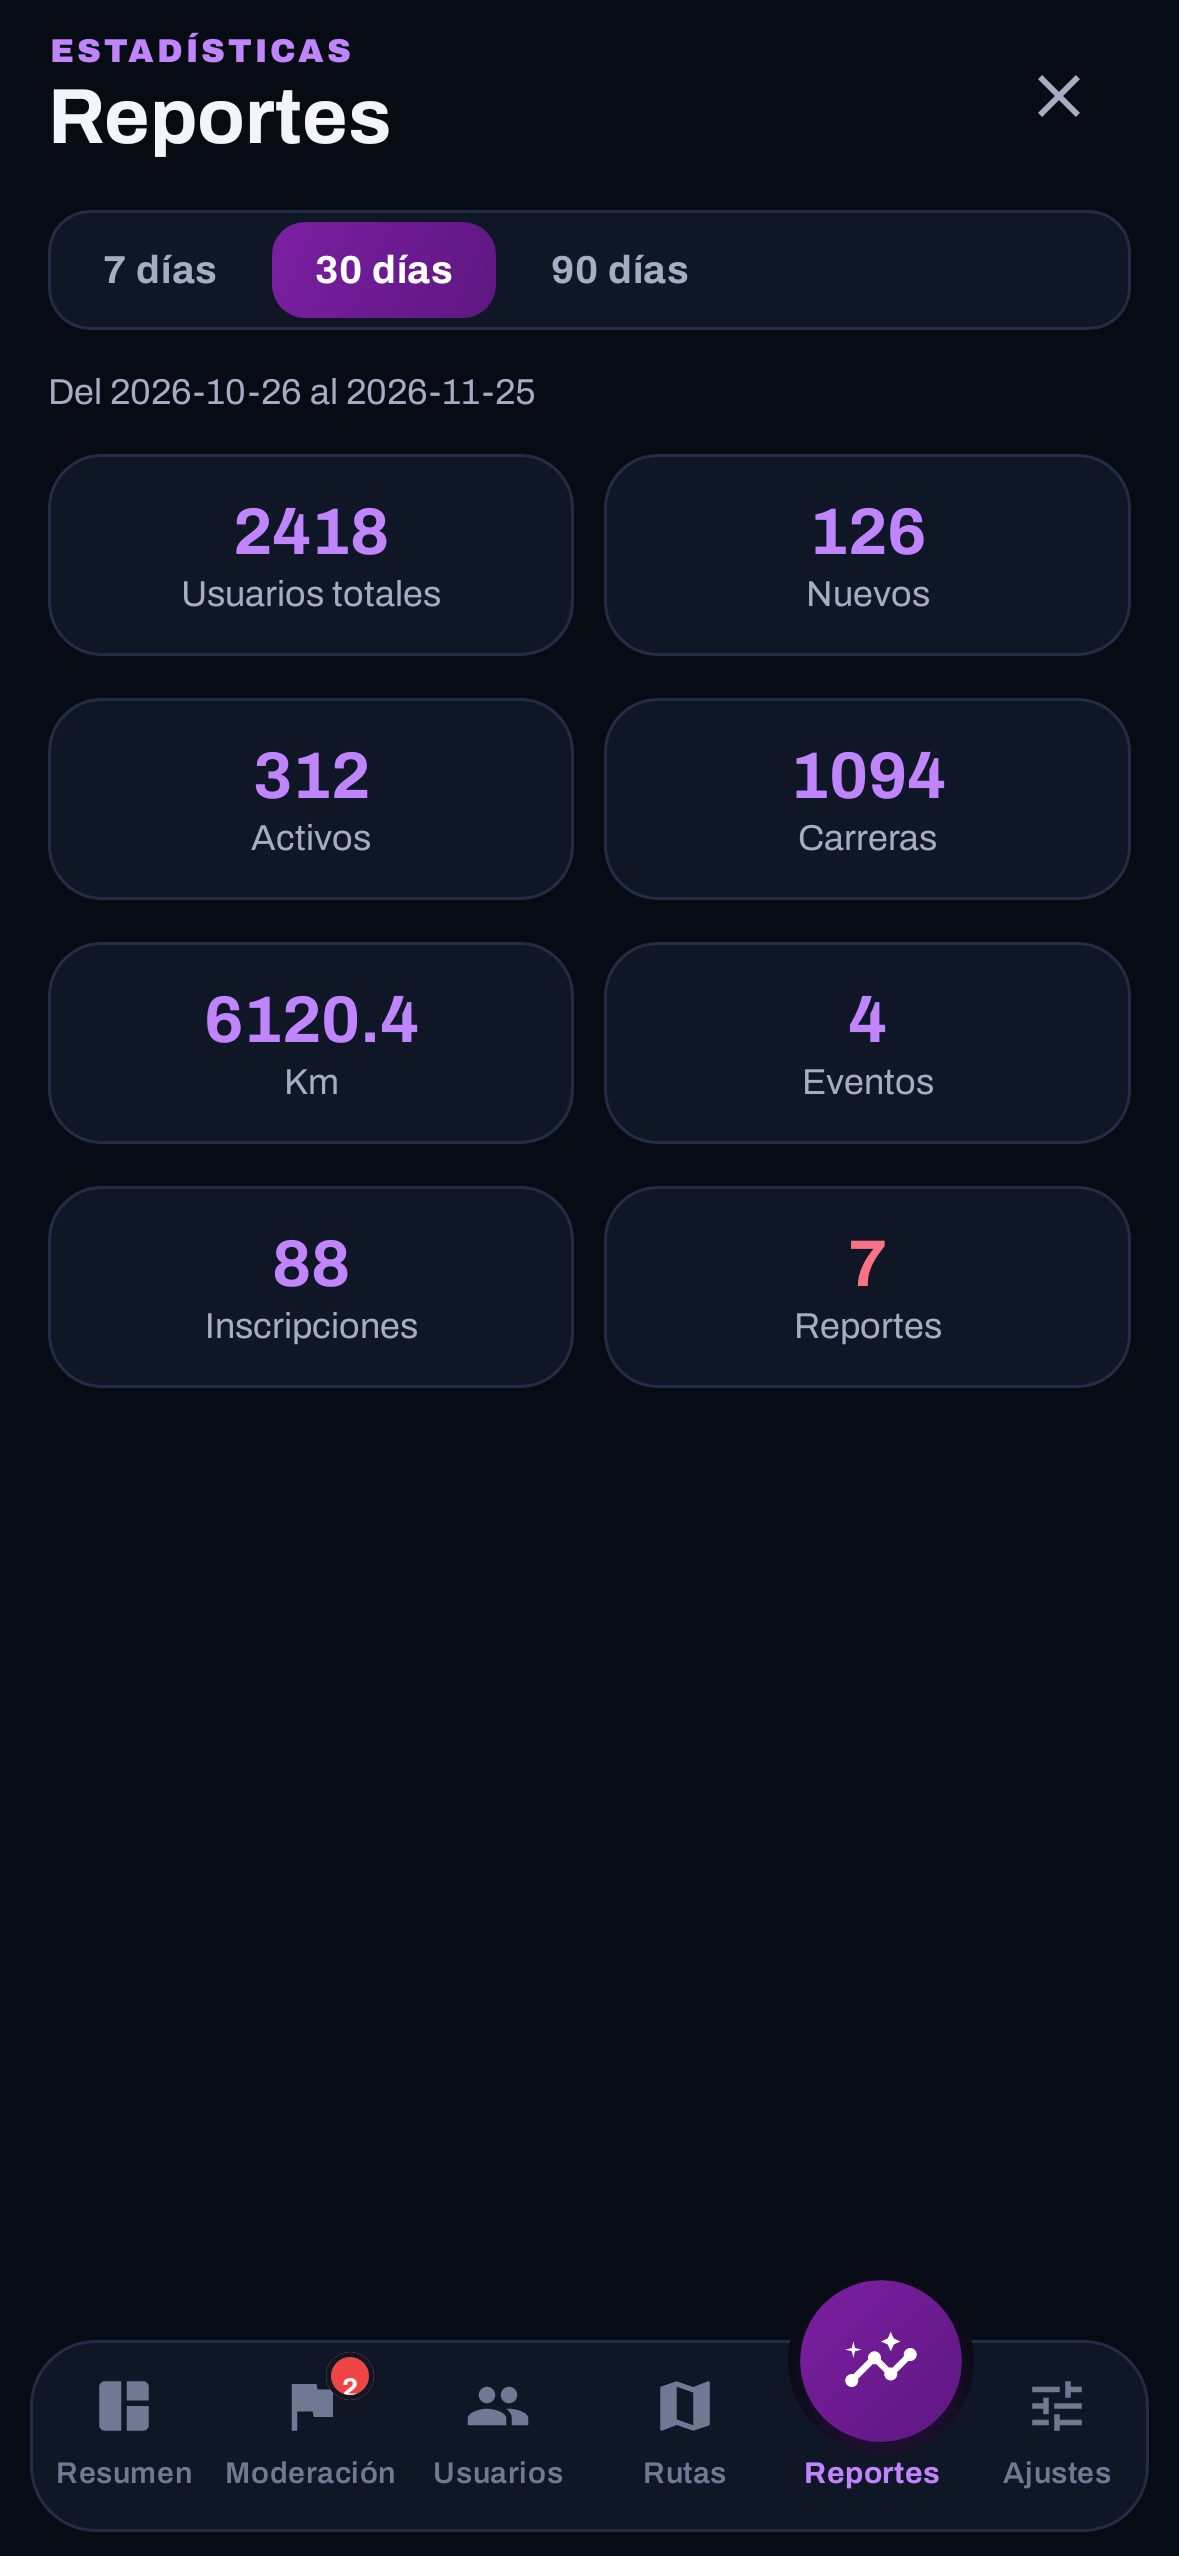 ESTADÍSTICAS
Reportes
7 días 30 días 90 días
Del 2026-10-26 al 2026-11-25
2418
Usuarios totales
126
Nuevos
312
Activos
1094
Carreras
6120.4
Km
4
Eventos
88
Inscripciones
7
Reportes
2
Resumen Moderación Usuarios Rutas Reportes Ajustes